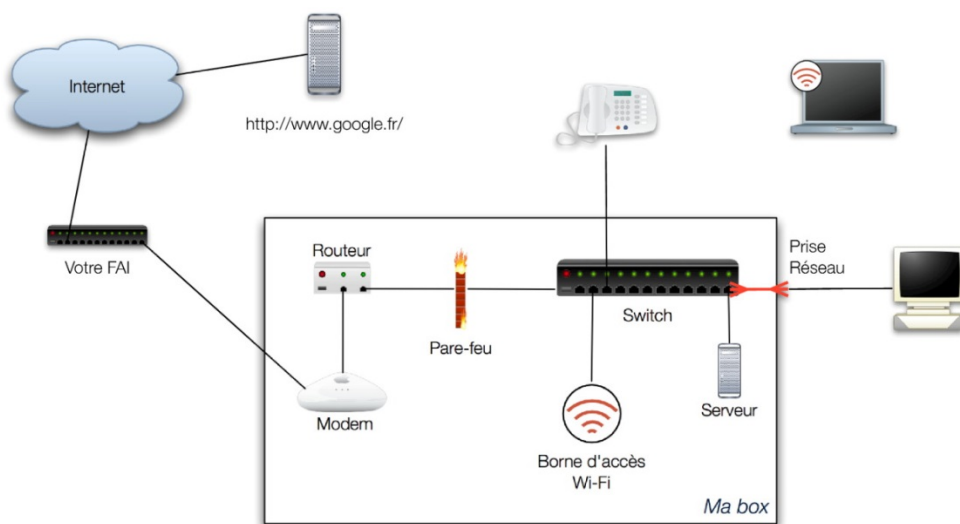 Internet
http://www.google.fr/
Votre FAI
Routeur
Pare-feu
Modem
Switch
Prise
Réseau
Serveur
Borne d'accès
Wi-Fi
Ma box